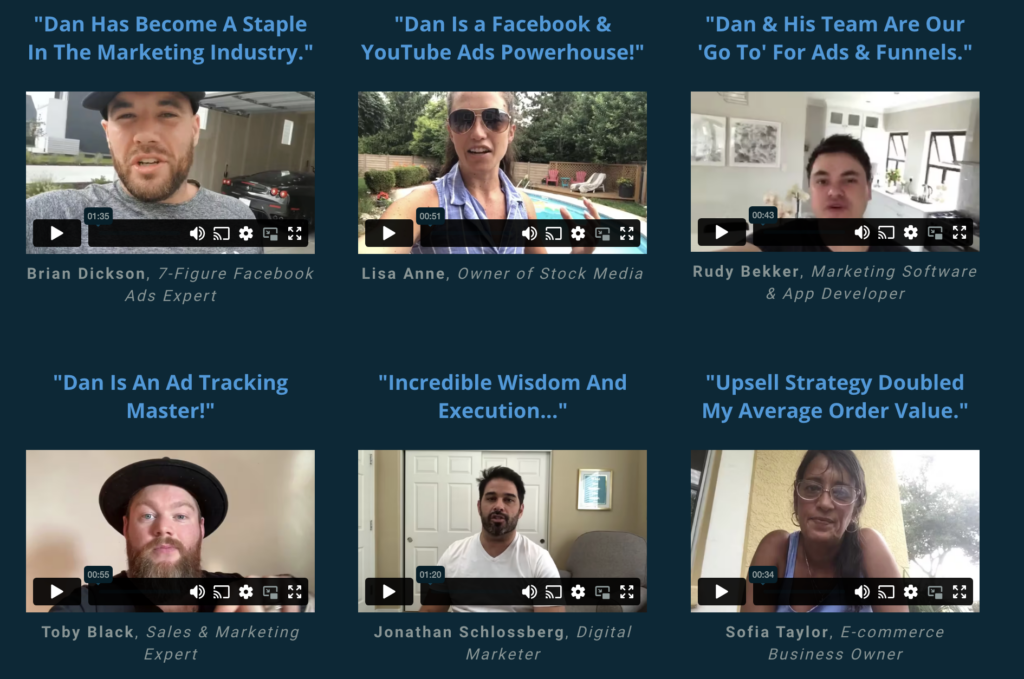 "Dan Has Become A Staple
In The Marketing Industry."
"Dan Is a Facebook &
YouTube Ads Powerhouse!"
"Dan & His Team Are Our
'Go To' For Ads & Funnels."
01:35
00:51
00:43
Brian Dickson, 7-Figure Facebook
Ads Expert
Lisa Anne, Owner of Stock Media
Rudy Bekker, Marketing Software
& App Developer
"Dan Is An Ad Tracking
Master!"
"Incredible Wisdom And
Execution..."
"Upsell Strategy Doubled
My Average Order Value."
00:55
01:20
00:34
Toby Black, Sales & Marketing
Expert
Jonathan Schlossberg, Digital
Marketer
Sofia Taylor, E-commerce
Business Owner